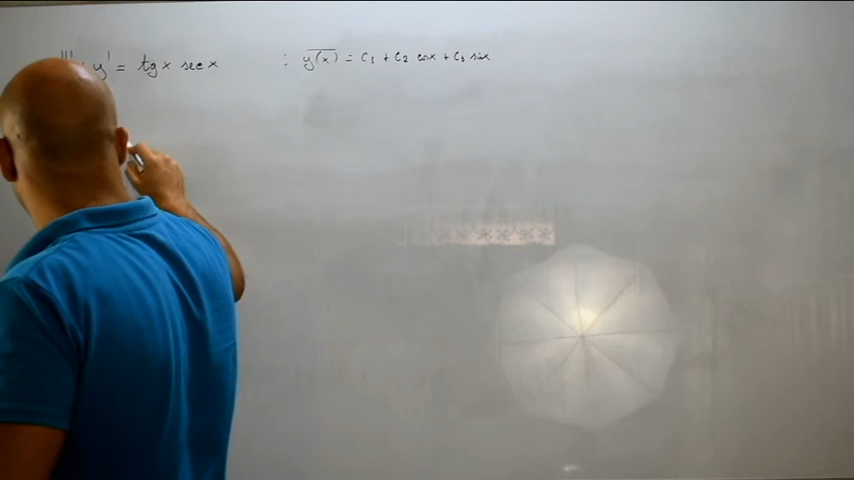 ''' + y' = tg x sec x : y(x) = C₁ + C₂ cos x + C₃ sin x